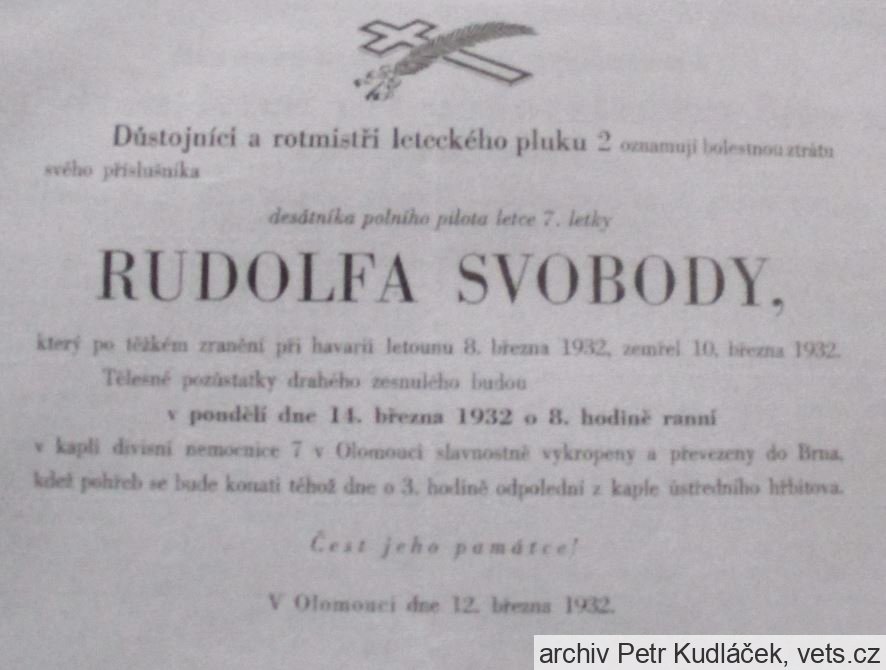 Důstojníci a rotmistři leteckého pluku 2 oznamují bolestnou ztrátu
svého příslušníka
desátníka polního pilota letce 7. letky
RUDOLFA SVOBODY,
který po těžkém zranění při havarii letounu 8. března 1932, zemřel 10. března 1932.
Tělesné pozůstatky drahého zesnulého budou
v pondělí dne 14. března 1932 o 8. hodině ranní
v kapli divisní nemocnice 7 v Olomouci slavnostně vykropeny a převezeny do Brna,
kdež pohřeb se bude konati téhož dne o 3. hodině odpolední z kaple ústředního hřbitova.
Čest jeho památce!
V Olomouci dne 12. března 1932.
archiv Petr Kudláček, vets.cz